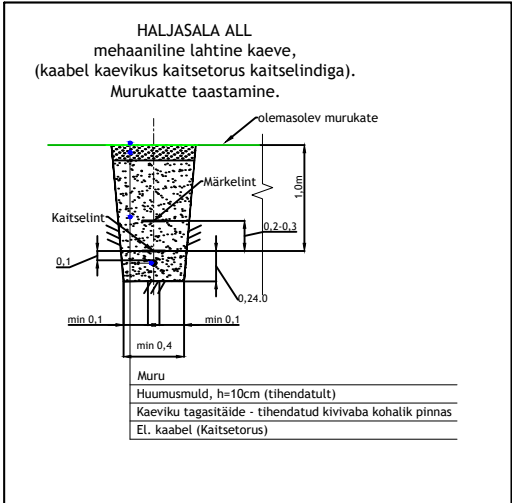 HALJASALA ALL
mehaaniline lahtine kaeve,
(kaabel kaevikus kaitsetorus kaitselindiga).
Murukatte taastamine.
olemasolev murukate
1,0m
Märkelint
Kaitselint
0,2-0,3
0,1
0,24.0
min 0,1
min 0,1
min 0,4
Muru
Huumusmuld, h=10cm (tihendatult)
Kaeviku tagasitäide - tihendatud kivivaba kohalik pinnas
El. kaabel (Kaitsetorus)